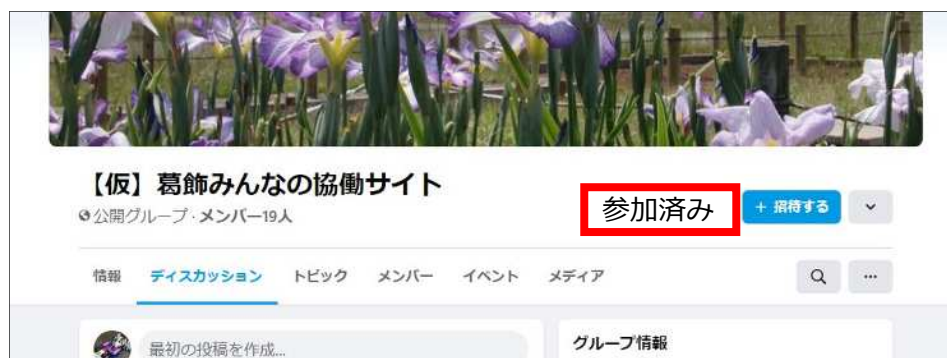 【仮】葛飾みんなの協働サイト
公開グループ・メンバー19人
参加済み
+ 招待する
情報 ディスカッション トピック メンバー イベント メディア
最初の投稿を作成...
グループ情報